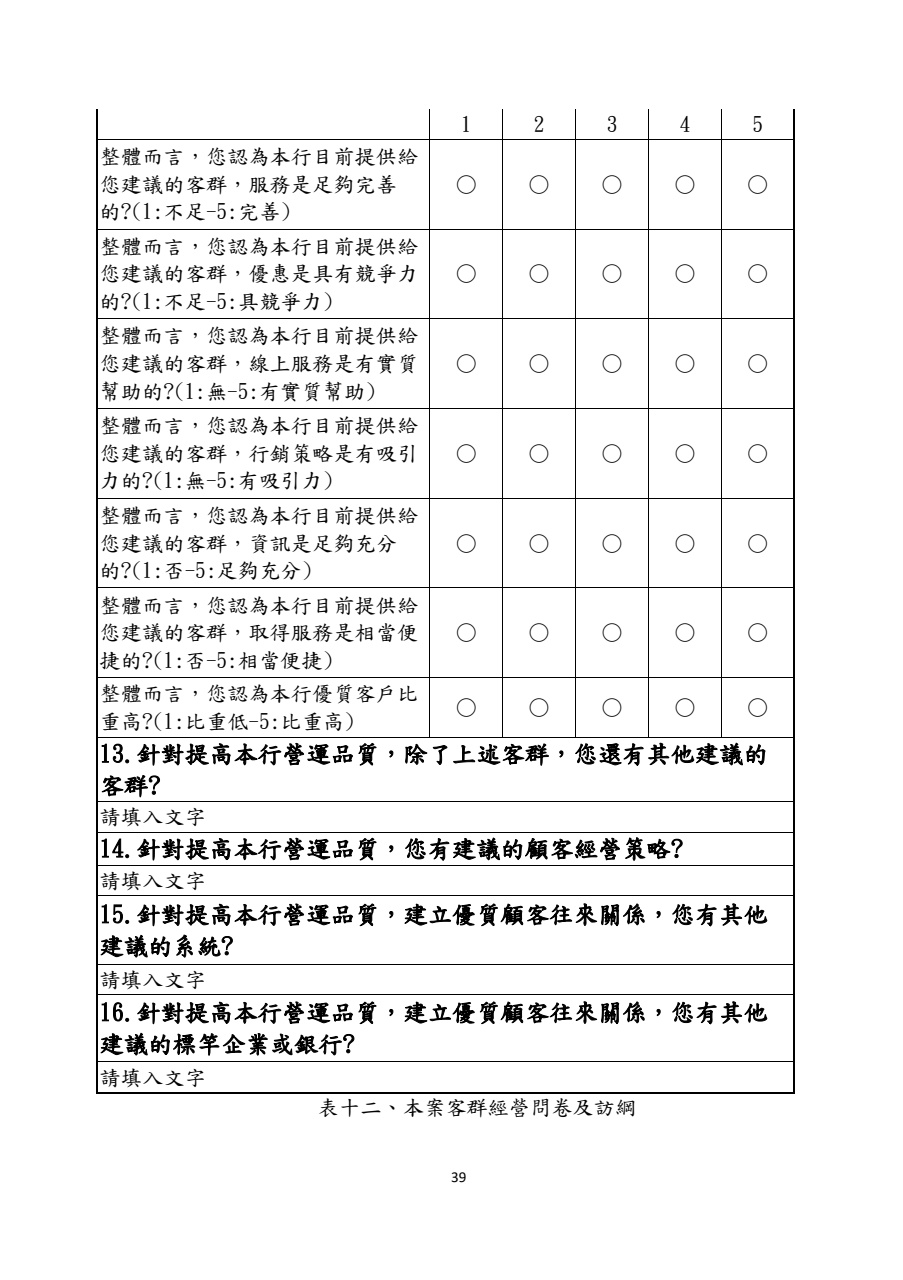 1 2 3 4 5
整體而言，您認為本行目前提供給
您建議的客群，服務是足夠完善
的?(1:不足-5:完善)
○ ○ ○ ○ ○
整體而言，您認為本行目前提供給
您建議的客群，優惠是具有競爭力
的?(1:不足-5:具競爭力)
○ ○ ○ ○ ○
整體而言，您認為本行目前提供給
您建議的客群，線上服務是有實質
幫助的?(1:無-5:有實質幫助)
○ ○ ○ ○ ○
整體而言，您認為本行目前提供給
您建議的客群，行銷策略是有吸引
力的?(1:無-5:有吸引力)
○ ○ ○ ○ ○
整體而言，您認為本行目前提供給
您建議的客群，資訊是足夠充分
的?(1:否-5:足夠充分)
○ ○ ○ ○ ○
整體而言，您認為本行目前提供給
您建議的客群，取得服務是相當便
捷的?(1:否-5:相當便捷)
○ ○ ○ ○ ○
整體而言，您認為本行優質客戶比
重高?(1:比重低-5:比重高)
○ ○ ○ ○ ○
13.針對提高本行營運品質，除了上述客群，您還有其他建議的
客群?
請填入文字
14.針對提高本行營運品質，您有建議的顧客經營策略?
請填入文字
15.針對提高本行營運品質，建立優質顧客往來關係，您有其他
建議的系統?
請填入文字
16.針對提高本行營運品質，建立優質顧客往來關係，您有其他
建議的標竿企業或銀行?
請填入文字
表十二、本案客群經營問卷及訪綱
39